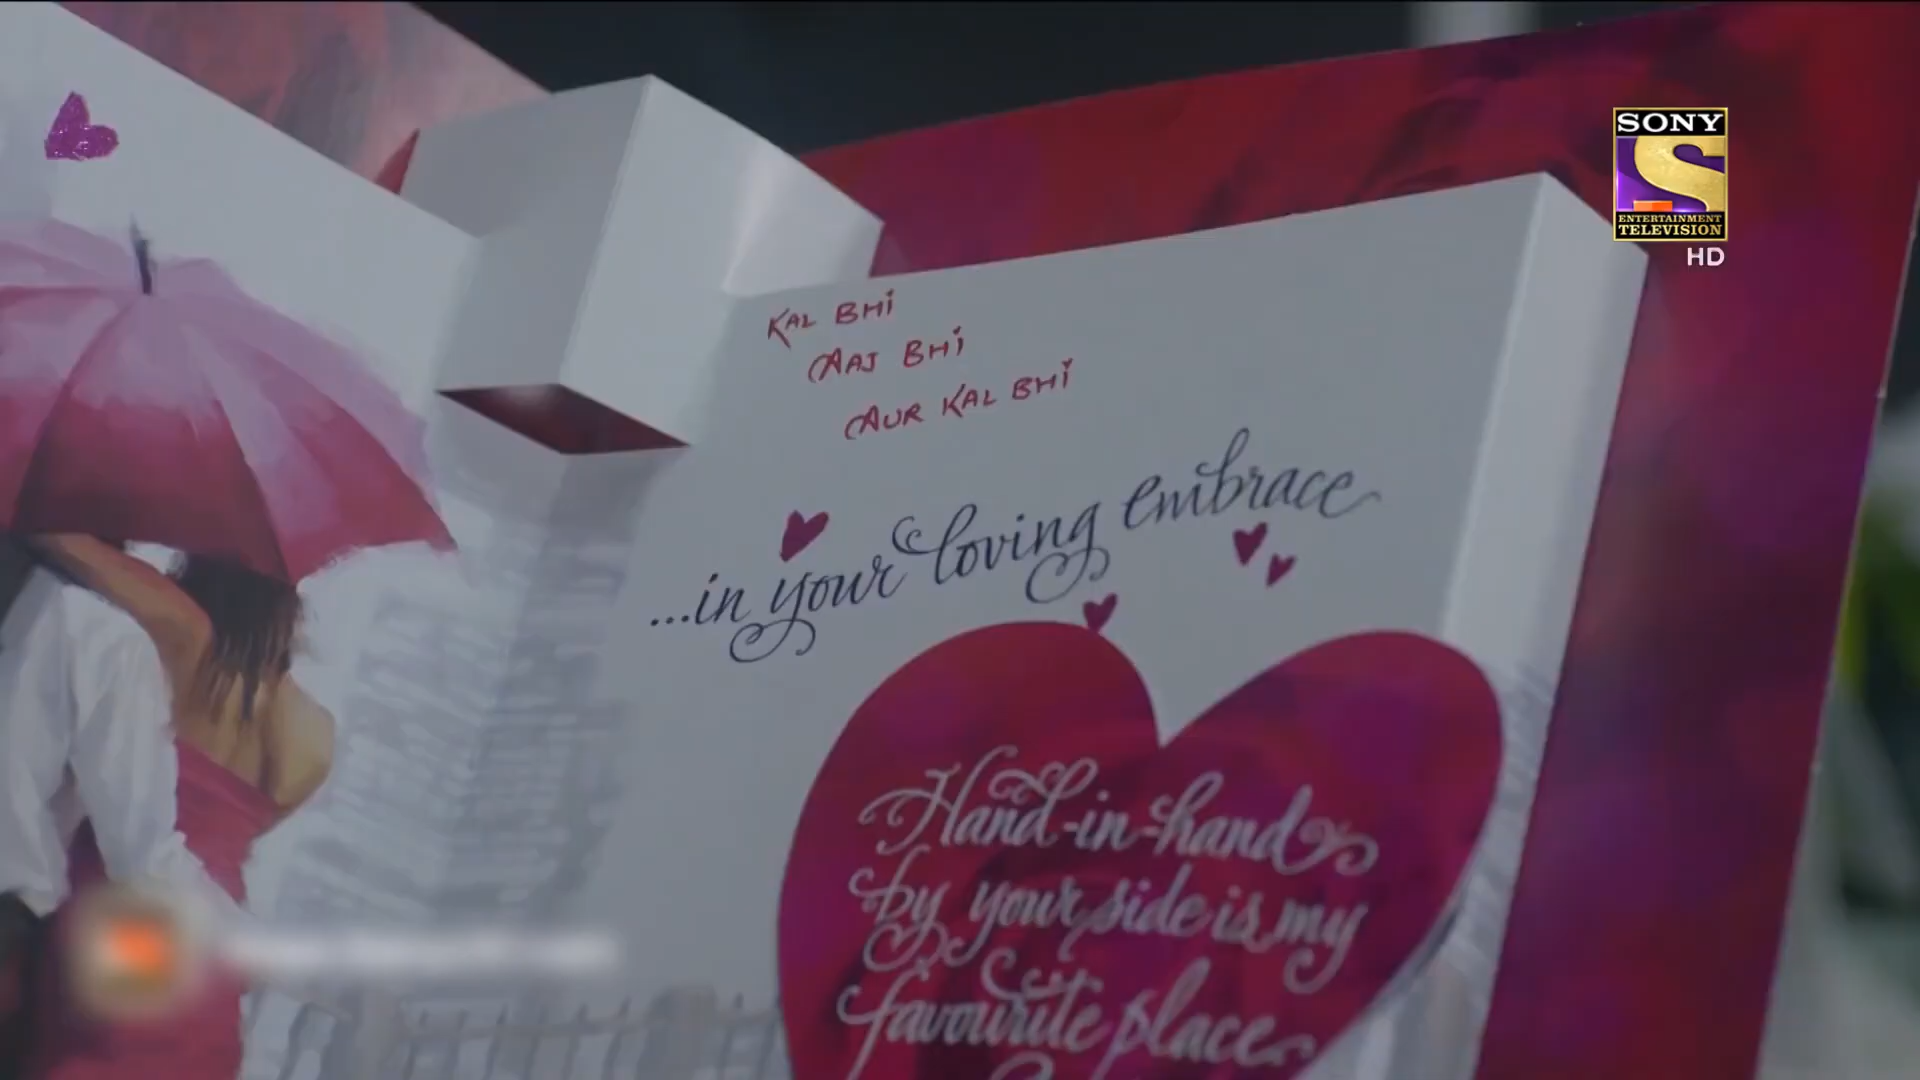 SONY
ENTERTAINMENT
TELEVISION
HD
KAL BHI
AAJ BHI
AUR KAL BHI
...in your loving embrace
Hand-in-hand
by your side is my
favourite place